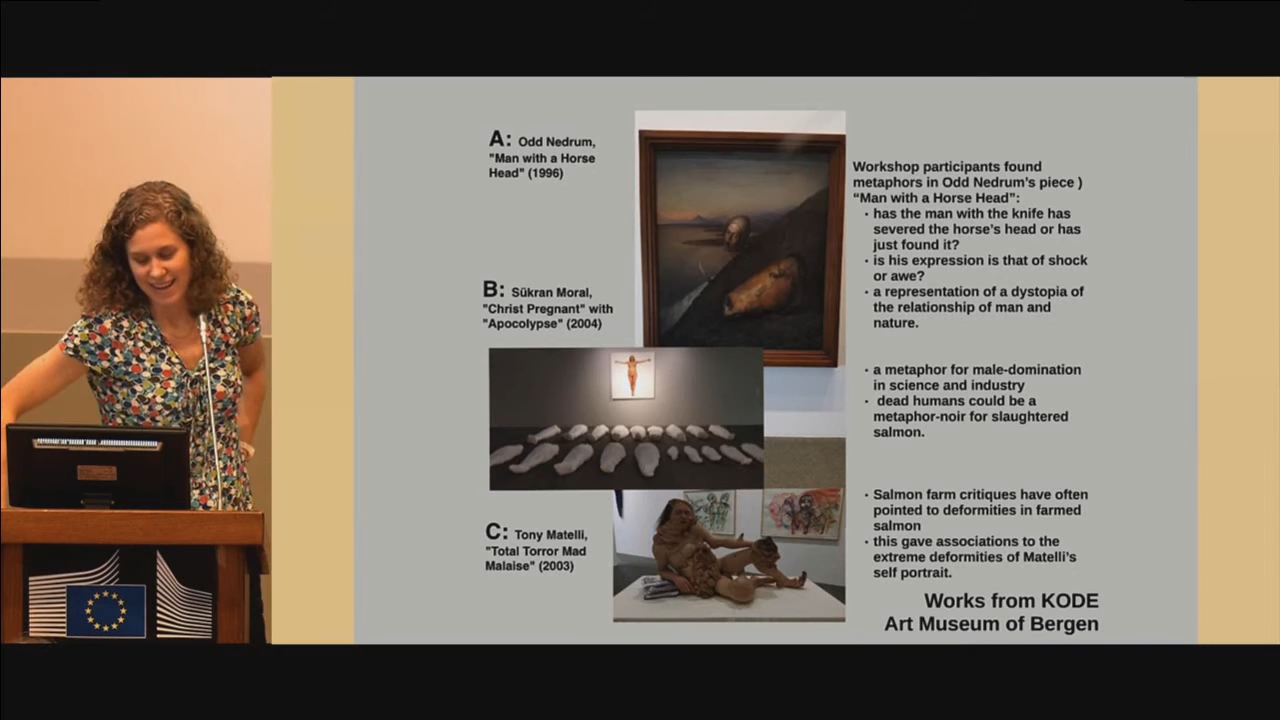 A: Odd Nedrum,
"Man with a Horse
Head" (1996)
B: Sükran Moral,
"Christ Pregnant" with
"Apocolypse" (2004)
C: Tony Matelli,
"Total Torror Mad
Malaise" (2003)
Workshop participants found
metaphors in Odd Nedrum's piece )
“Man with a Horse Head”:
· has the man with the knife has
severed the horse's head or has
just found it?
· is his expression is that of shock
or awe?
· a representation of a dystopia of
the relationship of man and
nature.
· a metaphor for male-domination
in science and industry
· dead humans could be a
metaphor-noir for slaughtered
salmon.
· Salmon farm critiques have often
pointed to deformities in farmed
salmon
· this gave associations to the
extreme deformities of Matelli's
self portrait.
Works from KODE
Art Museum of Bergen